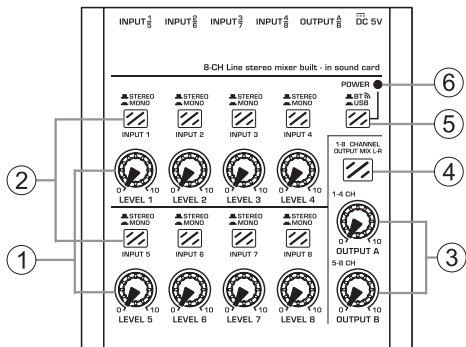 INPUT 1/5 INPUT 2/6 INPUT 3/7 INPUT 4/8 OUTPUT A/B DC 5V
8-CH Line stereo mixer built - in sound card
POWER
6
STEREO STEREO STEREO STEREO BT
MONO MONO MONO MONO USB
INPUT 1 INPUT 2 INPUT 3 INPUT 4
5
1-8 CHANNEL
OUTPUT MIX L-R
2
4
0 10 0 10 0 10 0 10
LEVEL 1 LEVEL 2 LEVEL 3 LEVEL 4
1-4 CH
STEREO STEREO STEREO STEREO
MONO MONO MONO MONO
INPUT 5 INPUT 6 INPUT 7 INPUT 8
0 10
OUTPUT A
1
3
5-8 CH
0 10 0 10 0 10 0 10 0 10
LEVEL 5 LEVEL 6 LEVEL 7 LEVEL 8 OUTPUT B